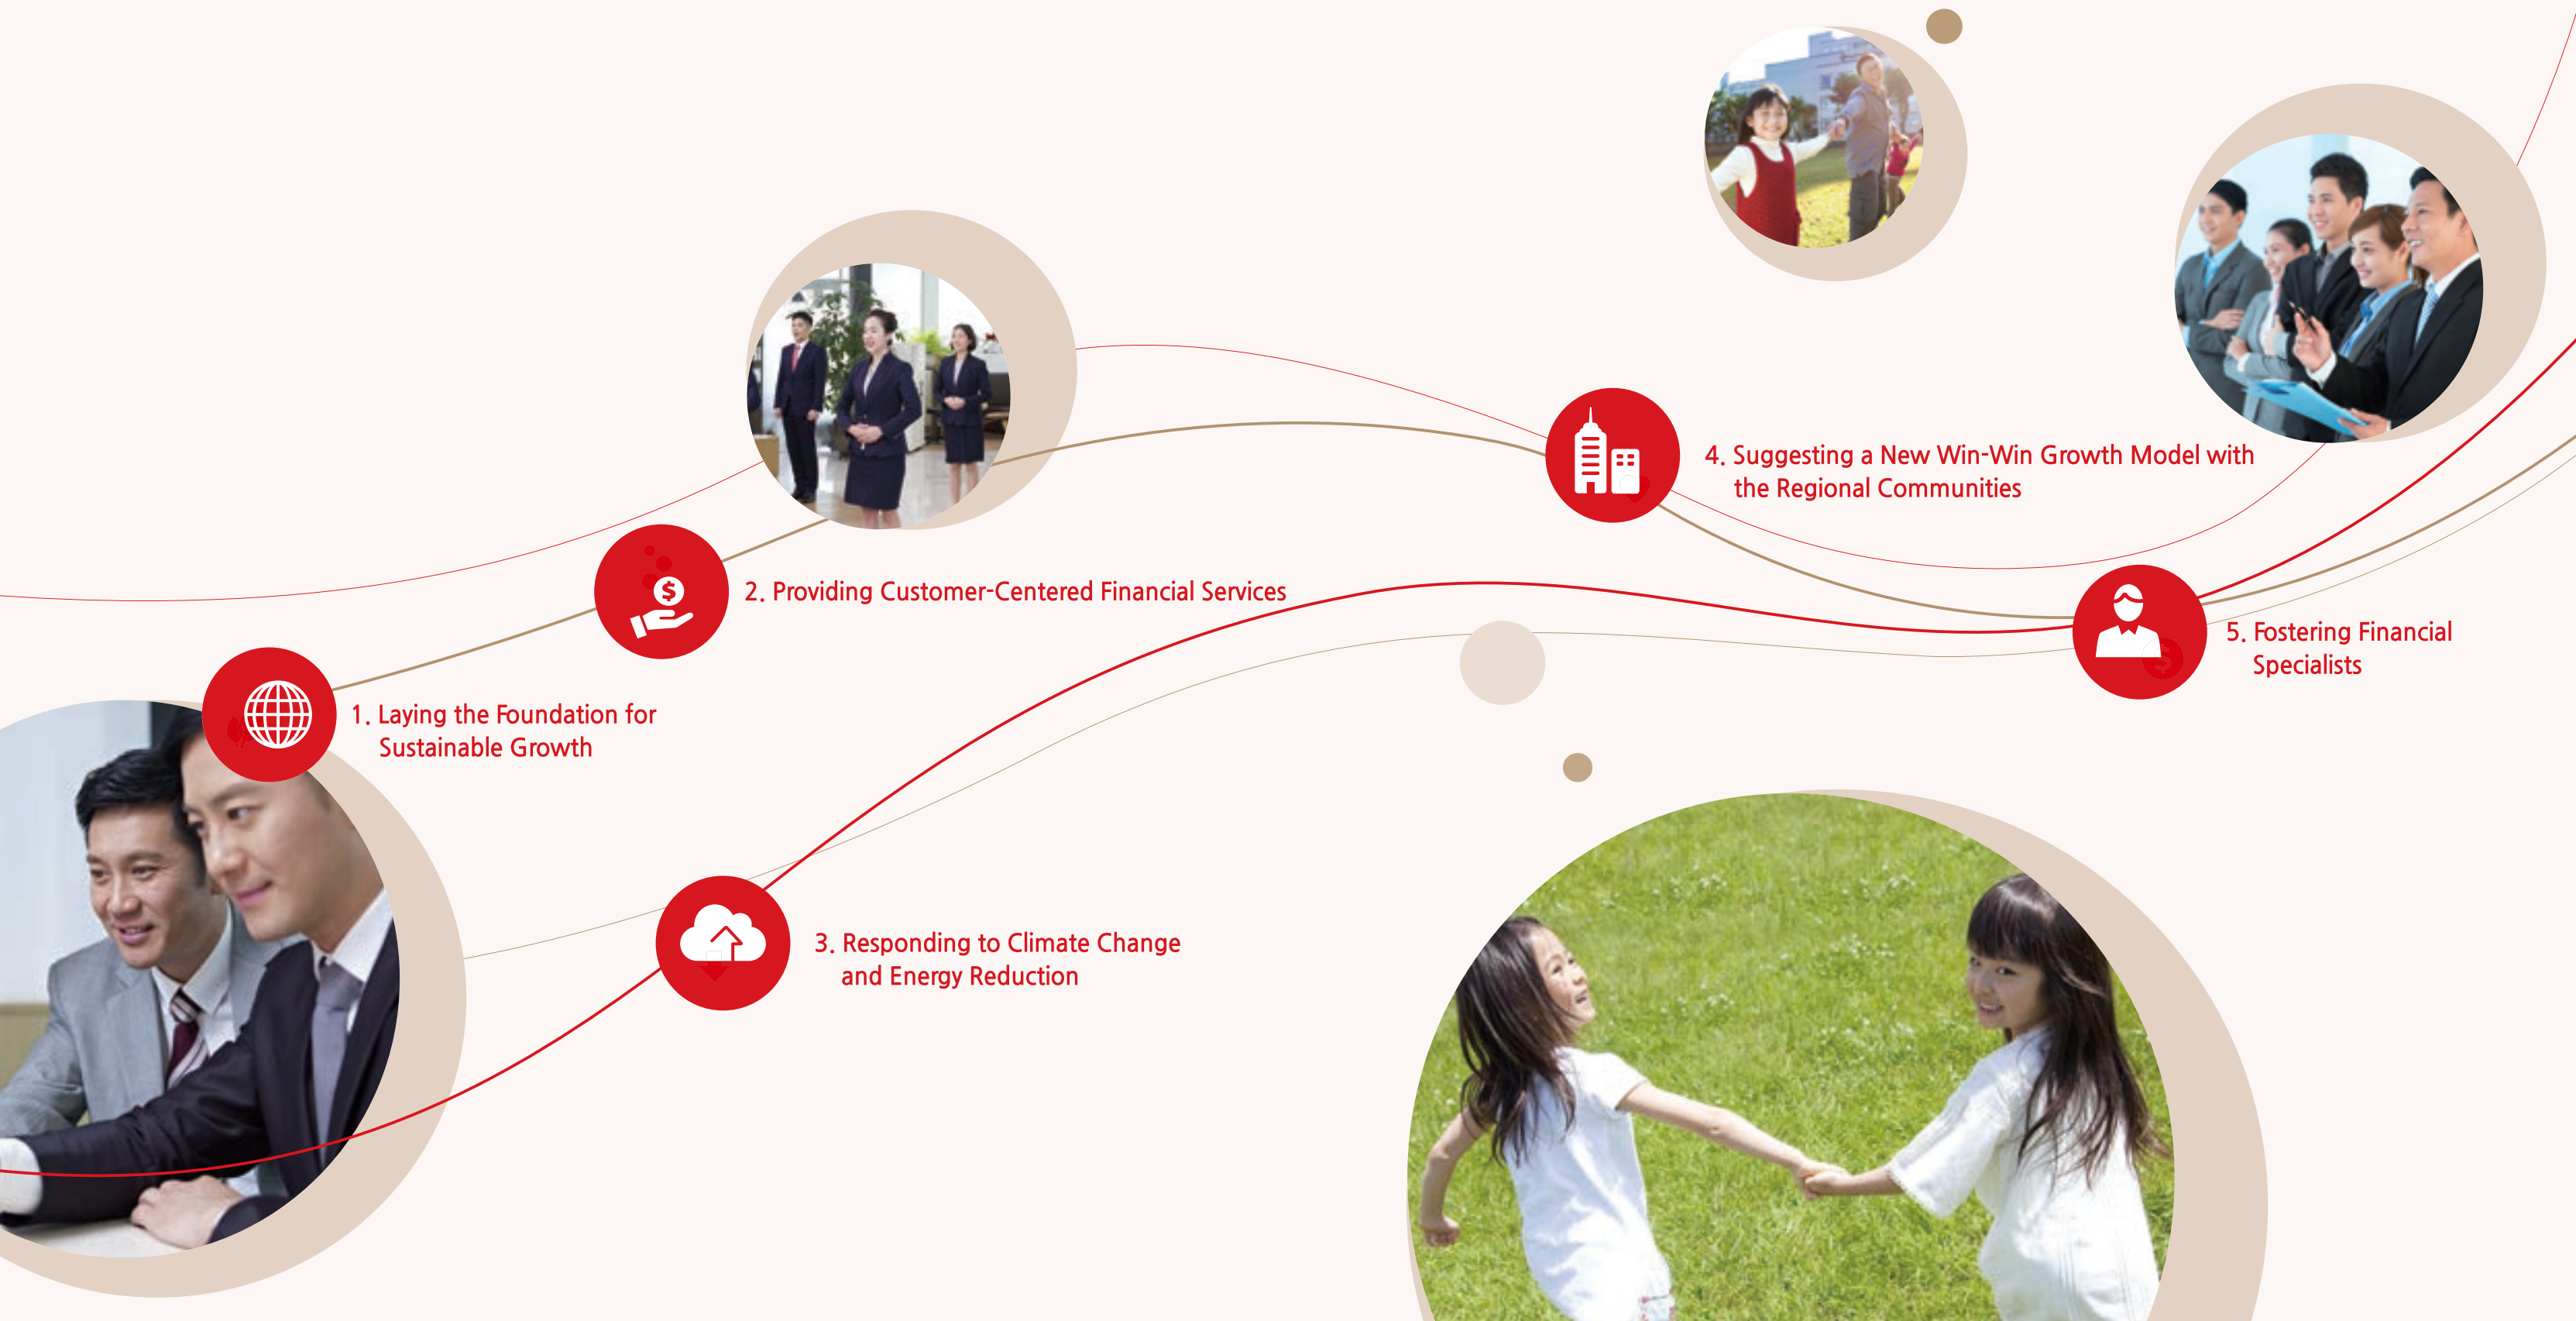 1. Laying the Foundation for
Sustainable Growth
2. Providing Customer-Centered Financial Services
3. Responding to Climate Change
and Energy Reduction
4. Suggesting a New Win-Win Growth Model with
the Regional Communities
5. Fostering Financial
Specialists